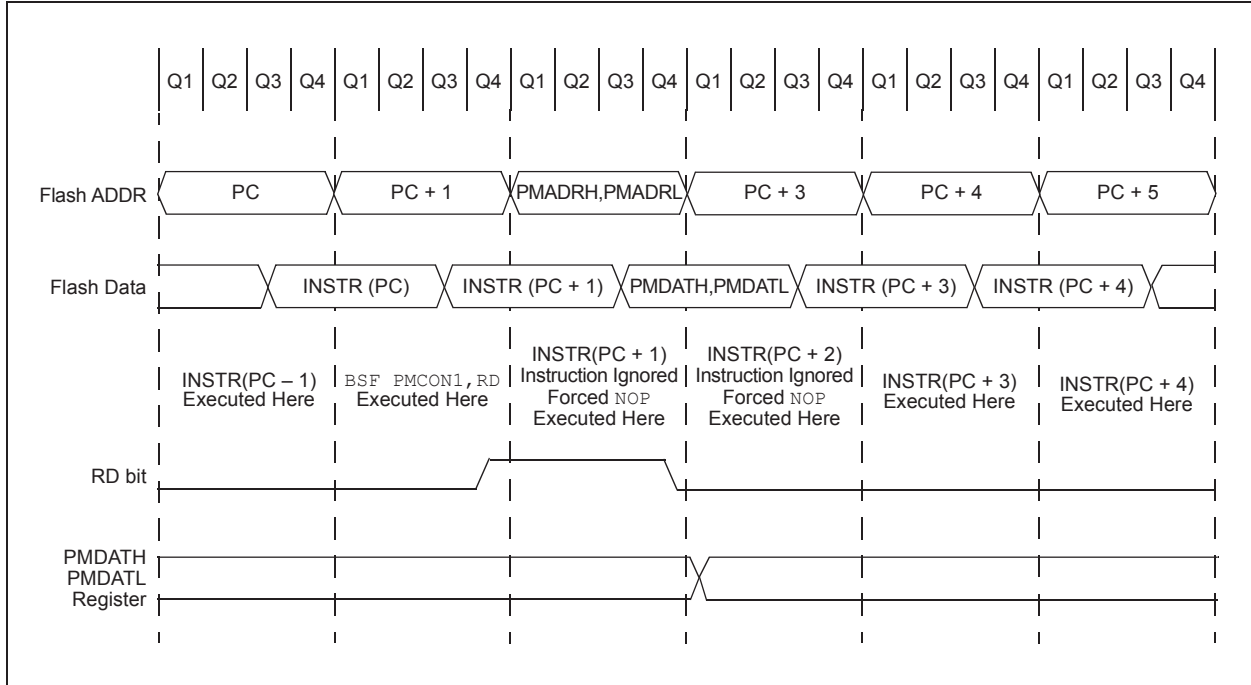 Q1 Q2 Q3 Q4 Q1 Q2 Q3 Q4 Q1 Q2 Q3 Q4 Q1 Q2 Q3 Q4 Q1 Q2 Q3 Q4 Q1 Q2 Q3 Q4
Flash ADDR PC PC + 1 PMADRH,PMADRL PC + 3 PC + 4 PC + 5
Flash Data INSTR (PC) INSTR (PC + 1) PMDATH,PMDATL INSTR (PC + 3) INSTR (PC + 4)
INSTR(PC – 1)
Executed Here
BSF PMCON1,RD
Executed Here
INSTR(PC + 1)
Instruction Ignored
Forced NOP
Executed Here
INSTR(PC + 2)
Instruction Ignored
Forced NOP
Executed Here
INSTR(PC + 3)
Executed Here
INSTR(PC + 4)
Executed Here
RD bit
PMDATH
PMDATL
Register